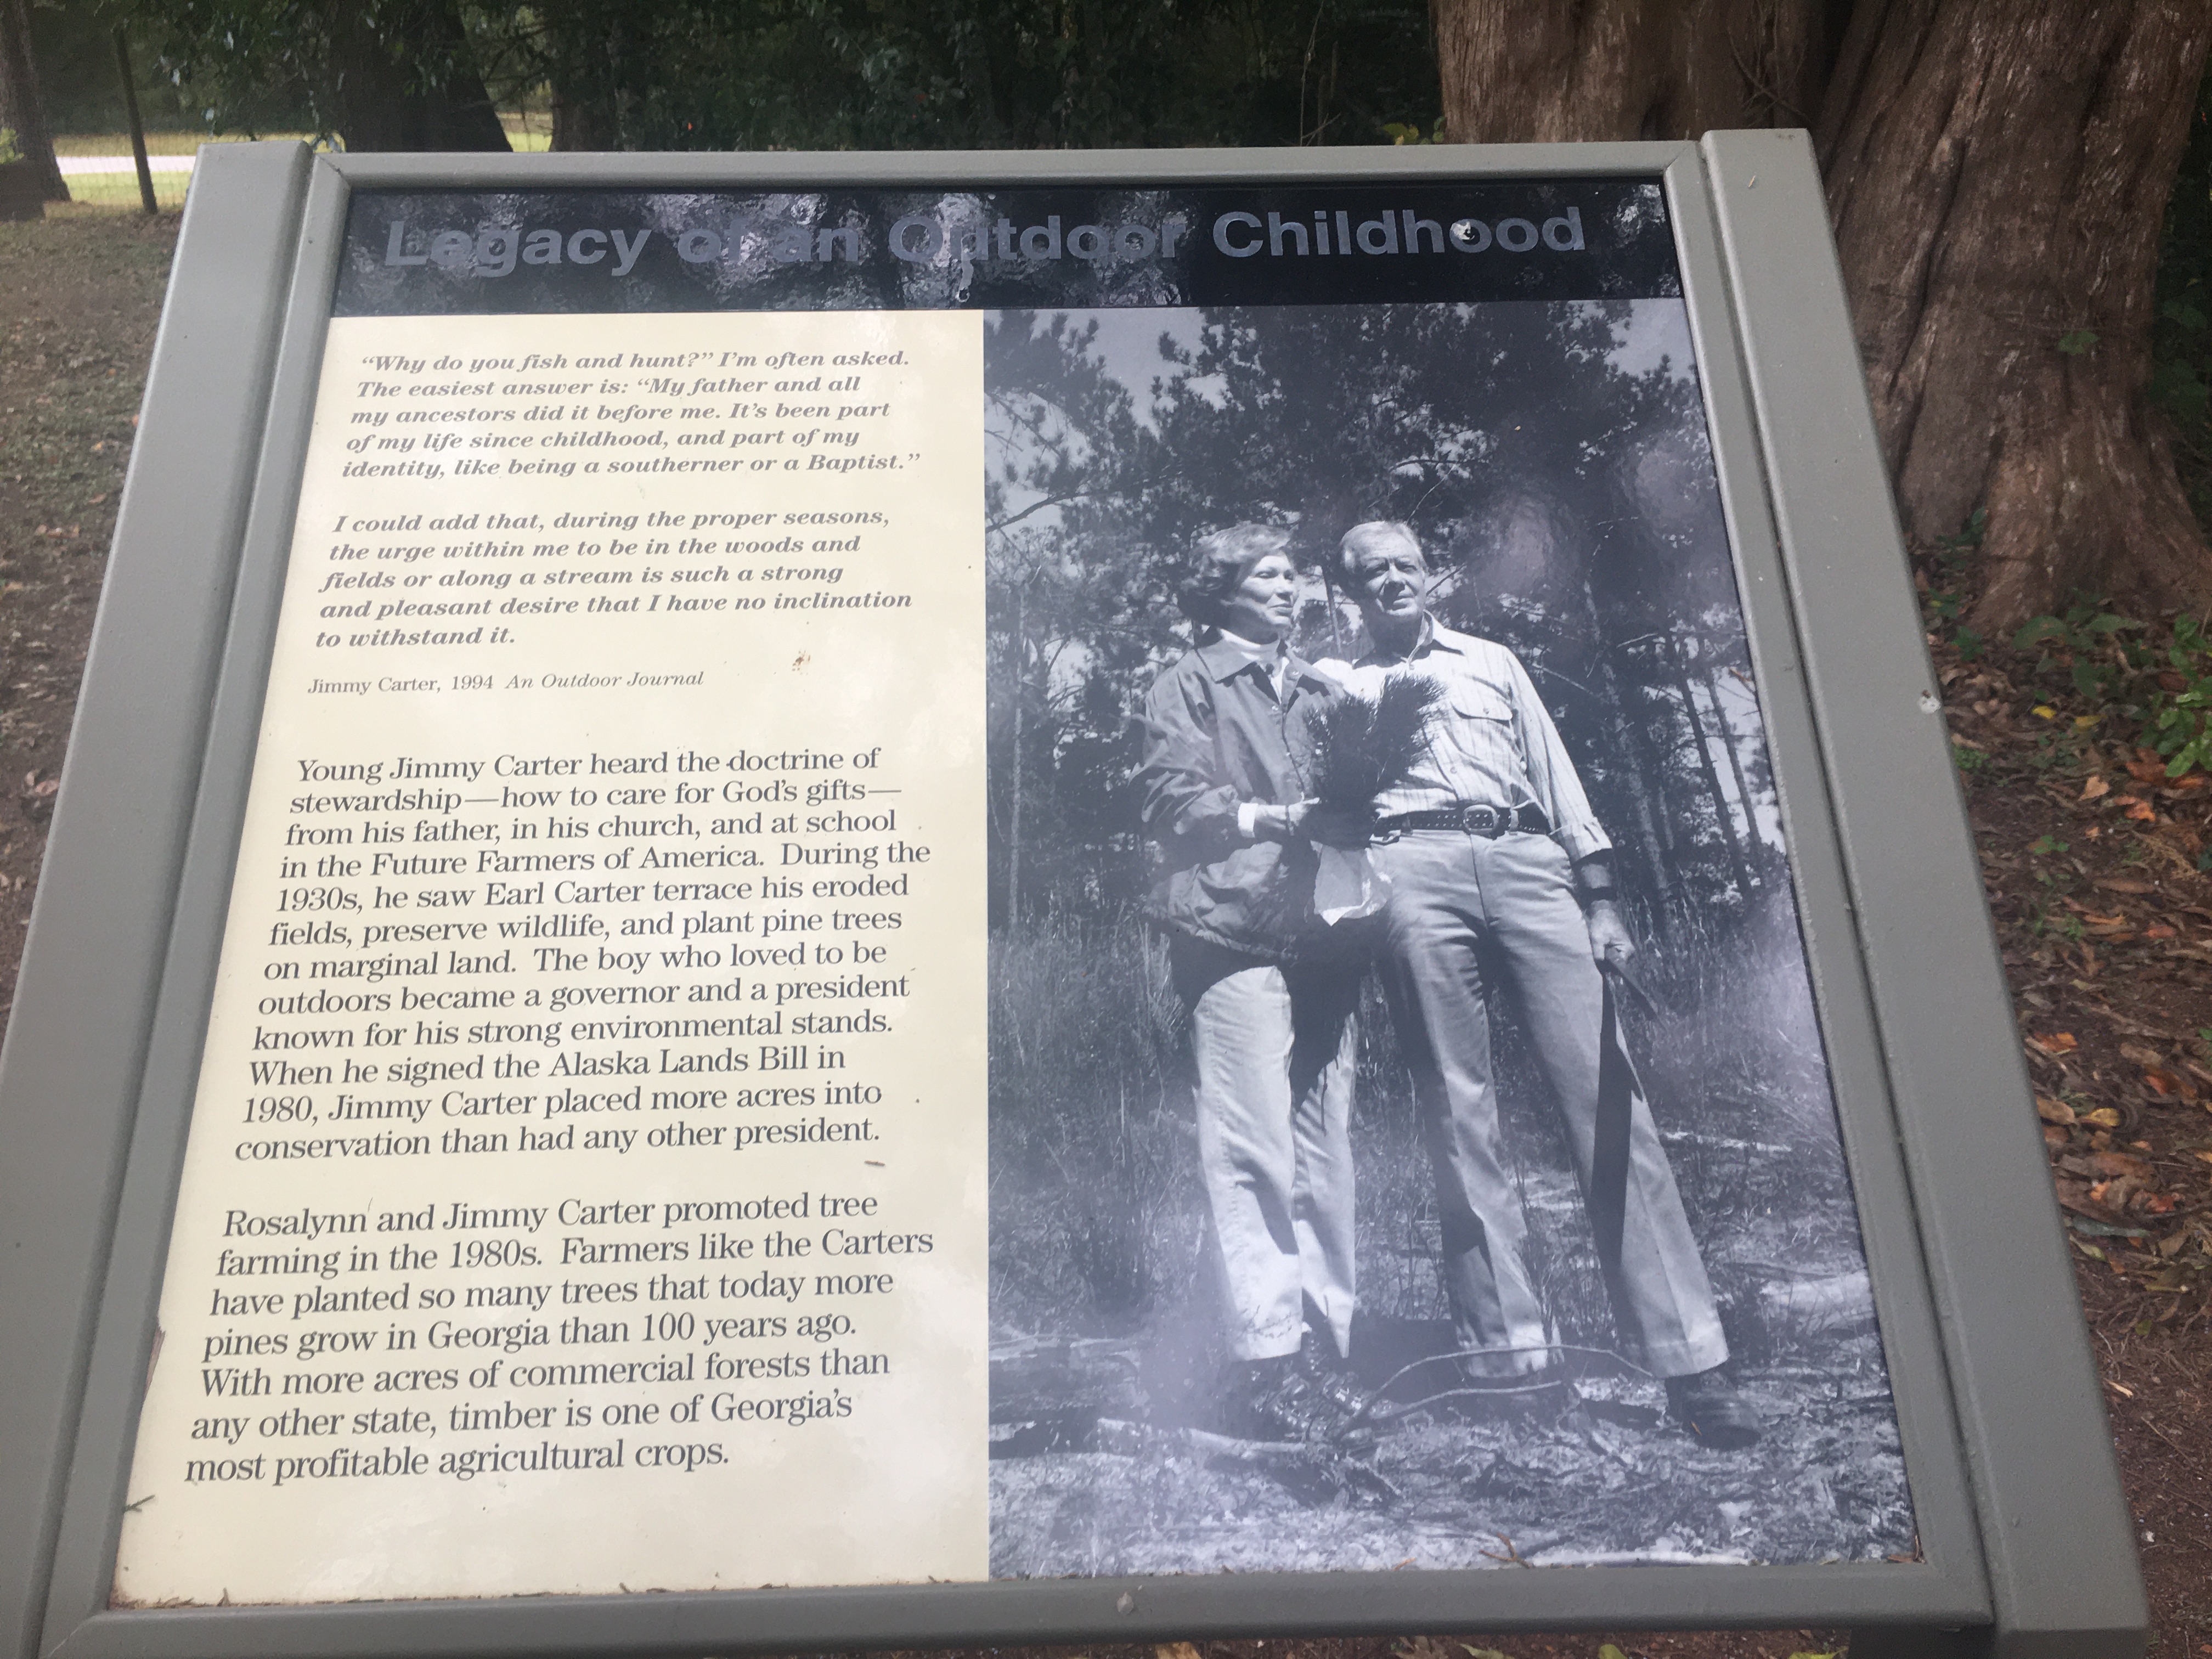 Legacy of an Outdoor Childhood
“Why do you fish and hunt?” I’m often asked.
The easiest answer is: “My father and all
my ancestors did it before me. It’s been part
of my life since childhood, and part of my
identity, like being a southerner or a Baptist.”
I could add that, during the proper seasons,
the urge within me to be in the woods and
fields or along a stream is such a strong
and pleasant desire that I have no inclination
to withstand it.
Jimmy Carter, 1994 An Outdoor Journal
Young Jimmy Carter heard the doctrine of
stewardship—how to care for God’s gifts—
from his father, in his church, and at school
in the Future Farmers of America. During the
1930s, he saw Earl Carter terrace his eroded
fields, preserve wildlife, and plant pine trees
on marginal land. The boy who loved to be
outdoors became a governor and a president
known for his strong environmental stands.
When he signed the Alaska Lands Bill in
1980, Jimmy Carter placed more acres into
conservation than had any other president.
Rosalynn and Jimmy Carter promoted tree
farming in the 1980s. Farmers like the Carters
have planted so many trees that today more
pines grow in Georgia than 100 years ago.
With more acres of commercial forests than
any other state, timber is one of Georgia’s
most profitable agricultural crops.